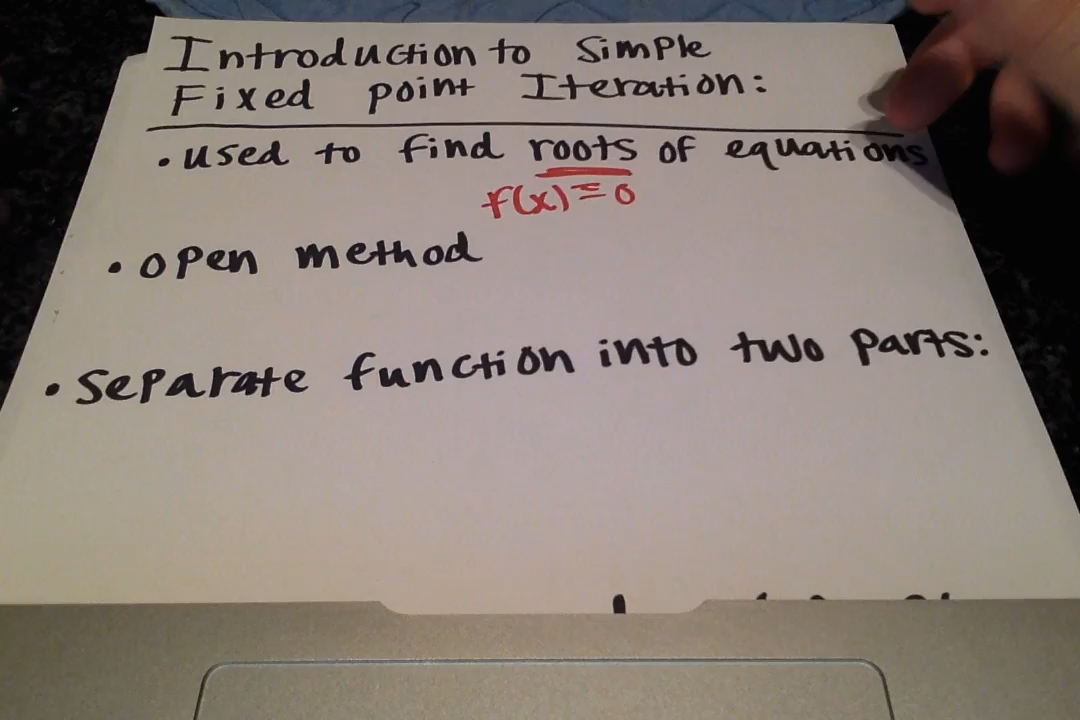 Introduction to Simple
Fixed point Iteration:
• used to find roots of equations
f(x) = 0
• open method
• Separate function into two parts: